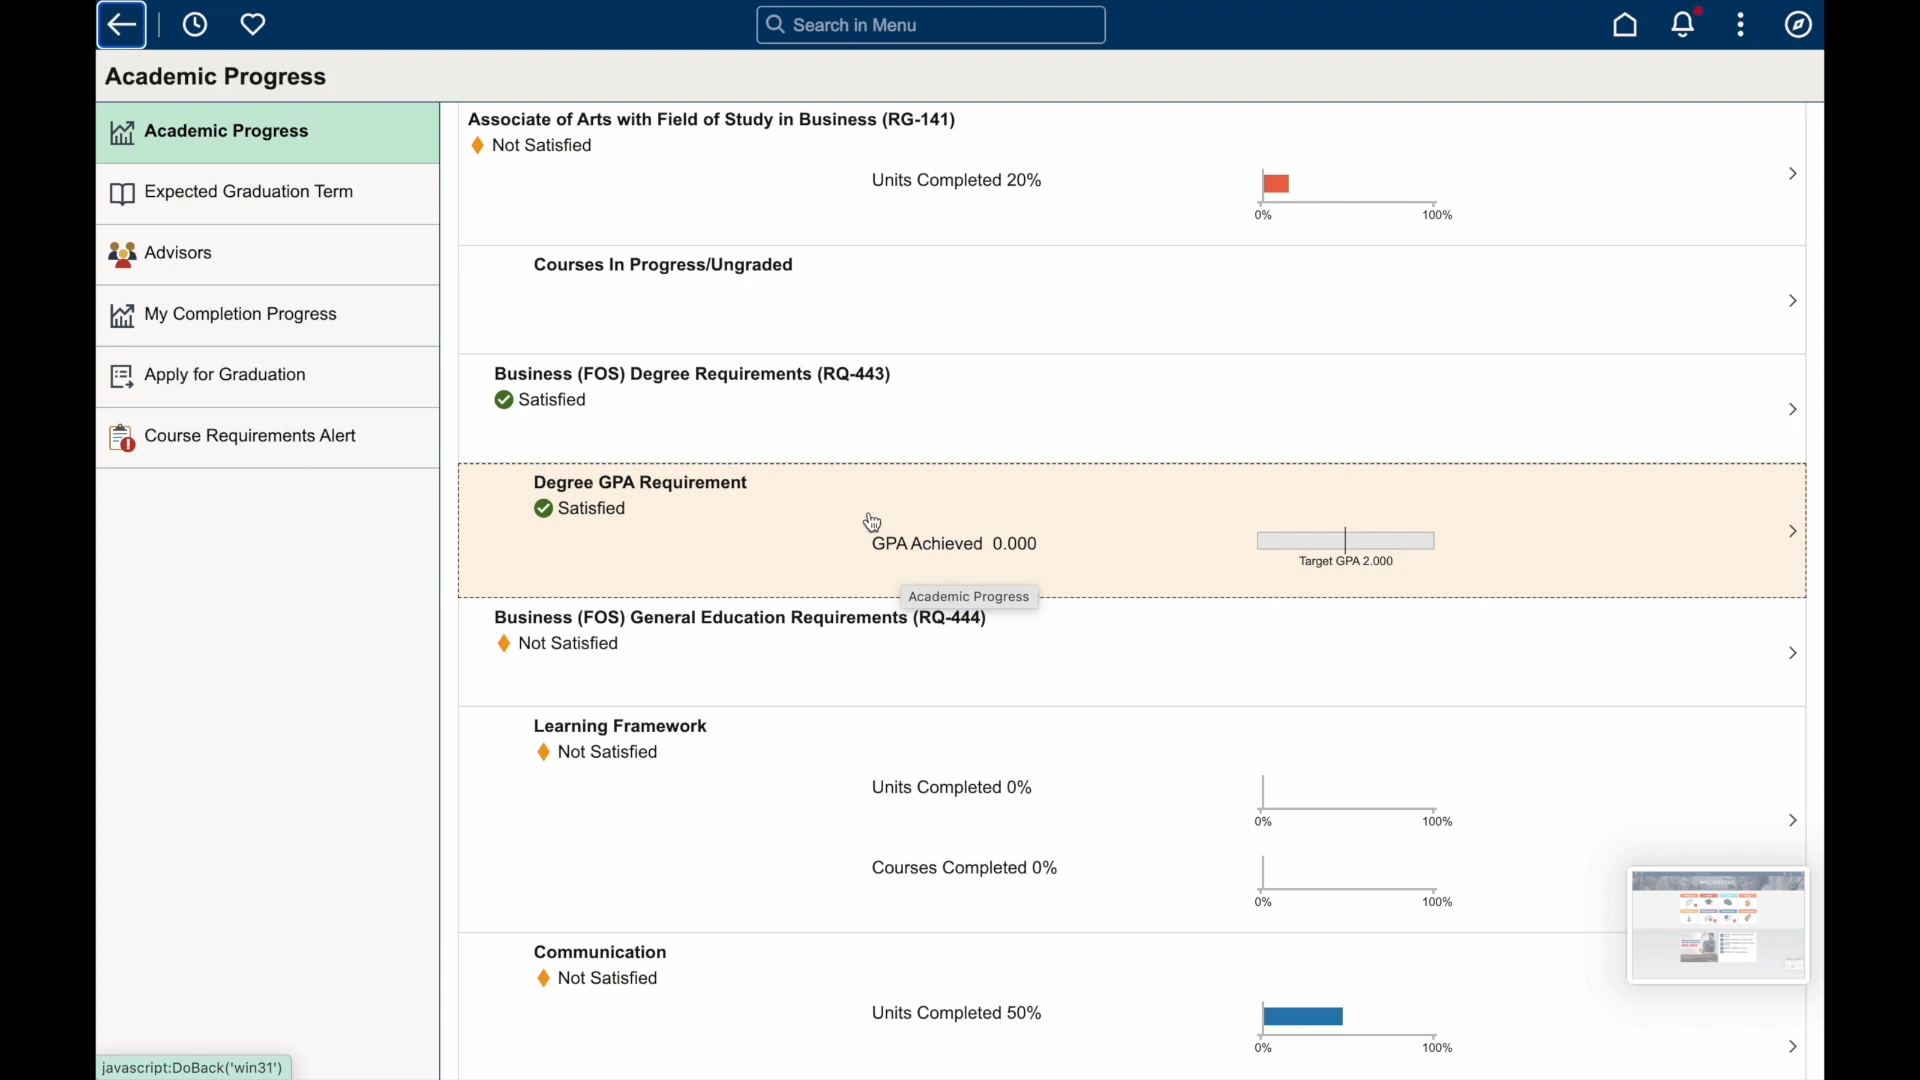 Search in Menu
Academic Progress
Academic Progress
Expected Graduation Term
Advisors
My Completion Progress
Apply for Graduation
Course Requirements Alert
Associate of Arts with Field of Study in Business (RG-141)
Not Satisfied
Units Completed 20%
0% 100%
Courses In Progress/Ungraded
Business (FOS) Degree Requirements (RQ-443)
Satisfied
Degree GPA Requirement
Satisfied
GPA Achieved 0.000
Target GPA 2.000
Academic Progress
Business (FOS) General Education Requirements (RQ-444)
Not Satisfied
Learning Framework
Not Satisfied
Units Completed 0%
0% 100%
Courses Completed 0%
0% 100%
Communication
Not Satisfied
Units Completed 50%
0% 100%
javascript:DoBack('win31')